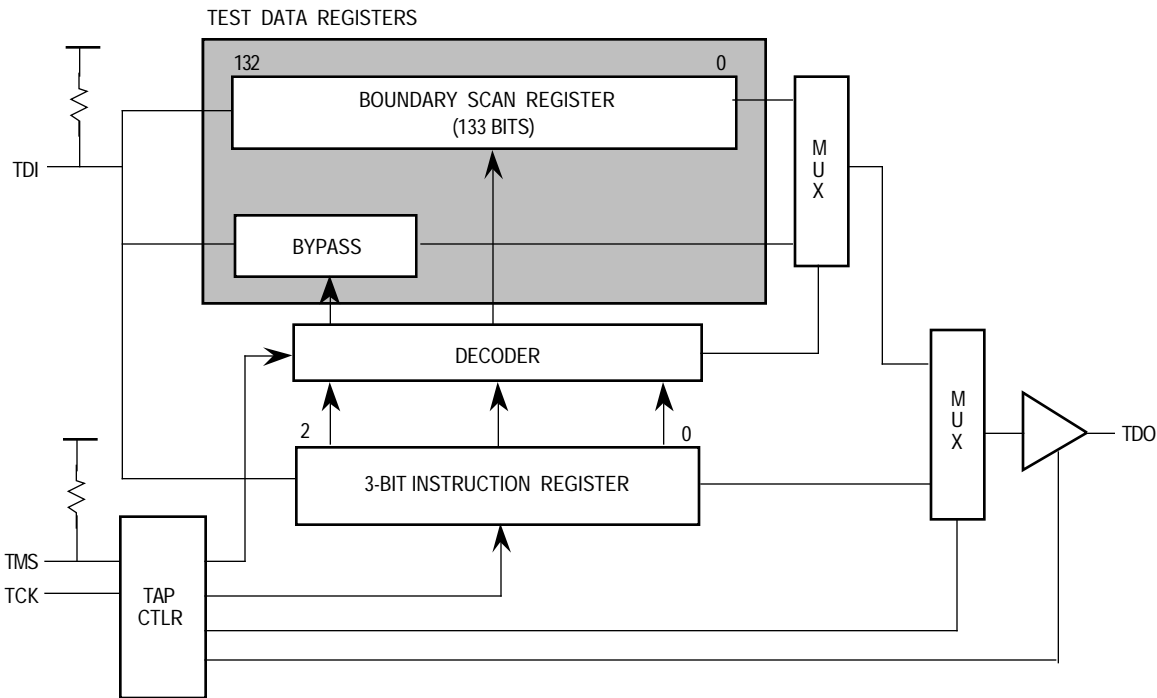 TEST DATA REGISTERS
132
0
BOUNDARY SCAN REGISTER
(133 BITS)
M
U
X
TDI
BYPASS
DECODER
M
U
X
TDO
2
0
3-BIT INSTRUCTION REGISTER
TMS
TCK
TAP
CTLR